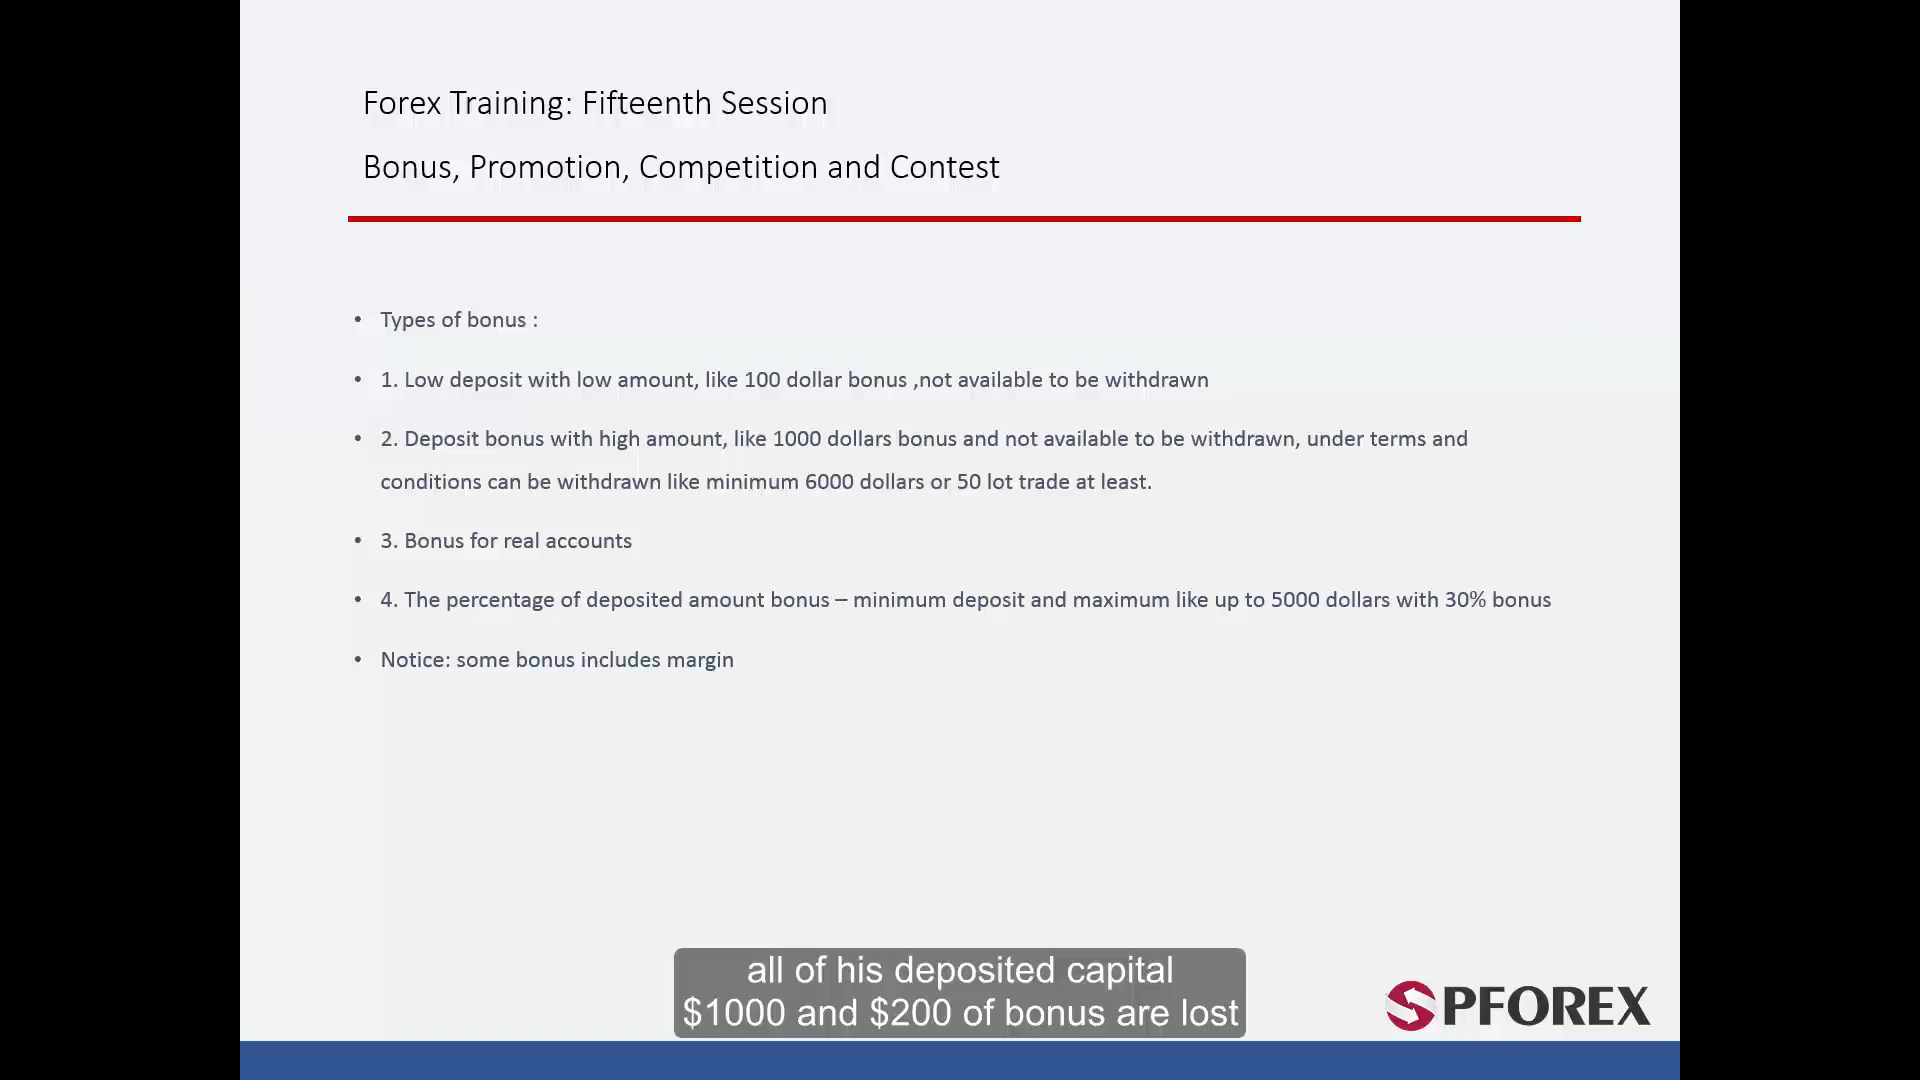 Forex Training: Fifteenth Session
Bonus, Promotion, Competition and Contest
• Types of bonus :
• 1. Low deposit with low amount, like 100 dollar bonus ,not available to be withdrawn
• 2. Deposit bonus with high amount, like 1000 dollars bonus and not available to be withdrawn, under terms and
conditions can be withdrawn like minimum 6000 dollars or 50 lot trade at least.
• 3. Bonus for real accounts
• 4. The percentage of deposited amount bonus – minimum deposit and maximum like up to 5000 dollars with 30% bonus
• Notice: some bonus includes margin
all of his deposited capital
$1000 and $200 of bonus are lost
PFOREX